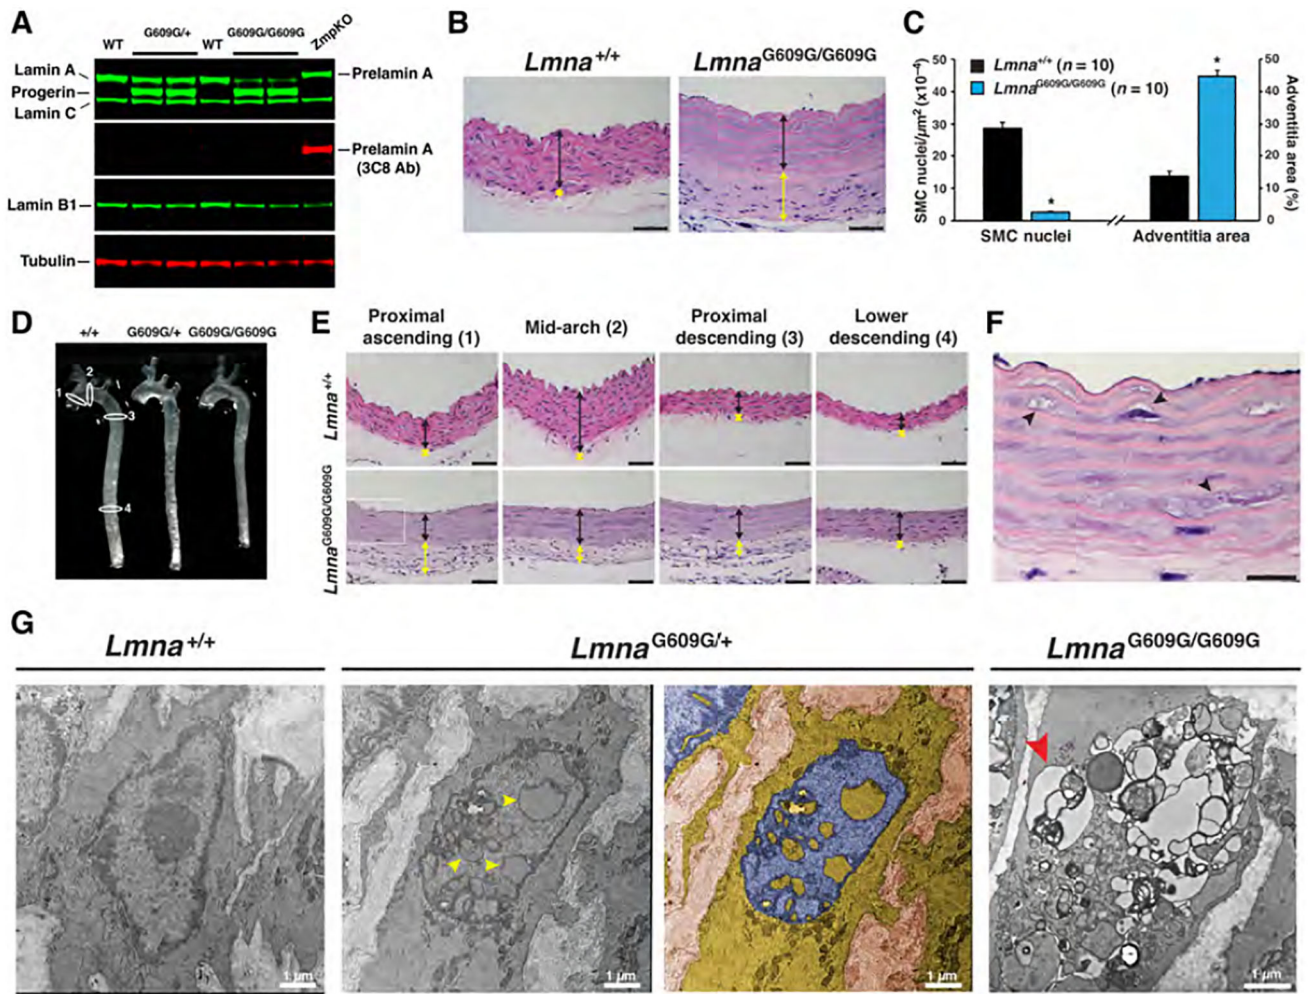 A
WT
G609G/+
WT
G609G/G609G
ZmpKO
Lamin A
Progerin
Lamin C
Prelamin A
Prelamin A
(3C8 Ab)
Lamin B1
Tubulin
B
Lmna+/+
LmnaG609G/G609G
C
Lmna+/+ (n = 10)
LmnaG609G/G609G (n = 10)
SMC nuclei/µm² (x10⁻⁴)
50
40
30
20
10
0
*
*
50
40
30
20
10
0
Adventitia area (%)
SMC nuclei
Adventitia area
D
+/+
G609G/+
G609G/G609G
1
2
3
4
E
Proximal
ascending (1)
Mid-arch (2)
Proximal
descending (3)
Lower
descending (4)
Lmna+/+
LmnaG609G/G609G
F
G
Lmna+/+
LmnaG609G/+
LmnaG609G/G609G
1 µm
1 µm
1 µm
1 µm